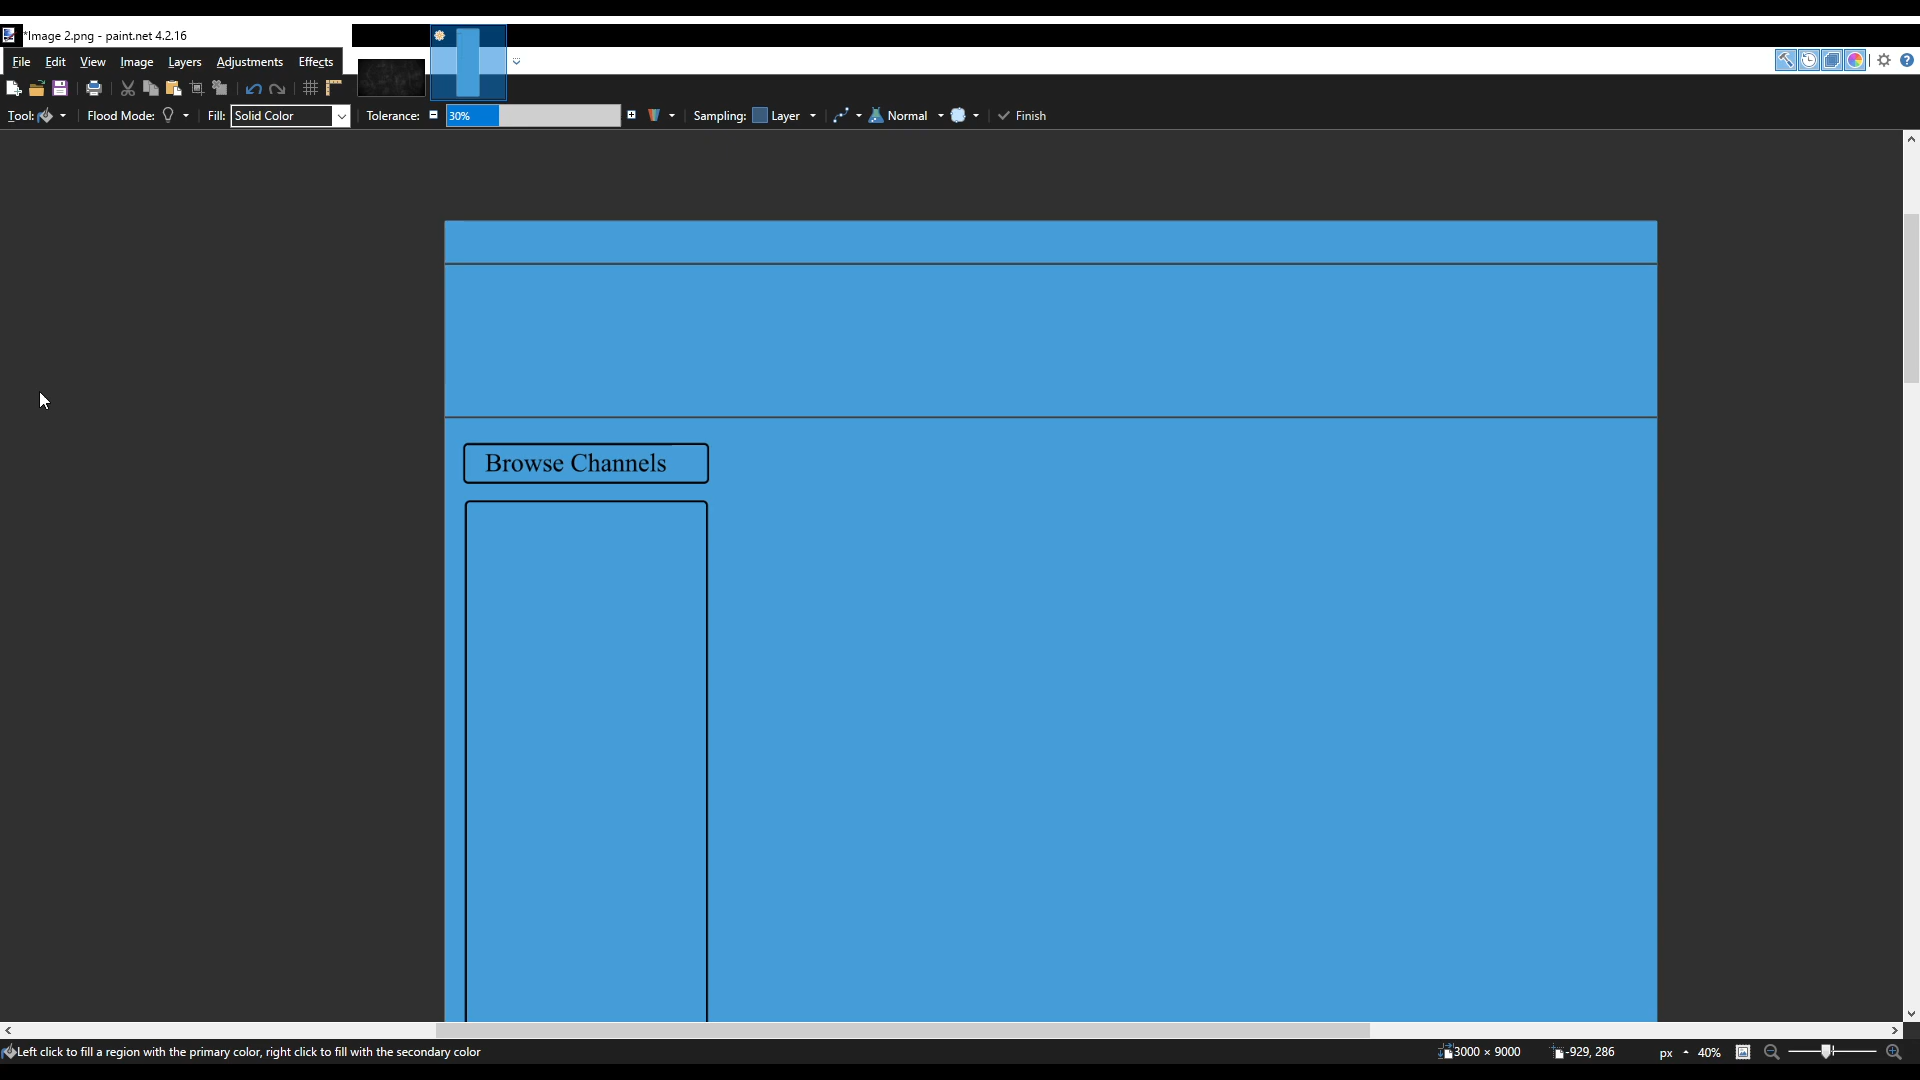 *Image 2.png - paint.net 4.2.16
File Edit View Image Layers Adjustments Effects
Tool: Flood Mode: Fill: Solid Color Tolerance: 30% Sampling: Layer Normal Finish
Browse Channels
Left click to fill a region with the primary color, right click to fill with the secondary color 3000 × 9000 -929, 286 px 40%